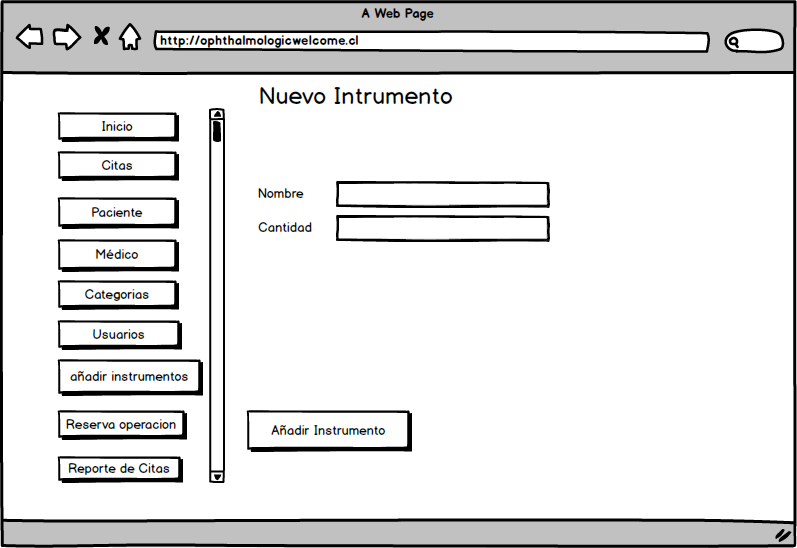 A Web Page
http://ophthalmologicwelcome.cl
Nuevo Intrumento
Inicio
Citas
Paciente
Médico
Categorias
Usuarios
añadir instrumentos
Reserva operacion
Reporte de Citas
Nombre
Cantidad
Añadir Instrumento